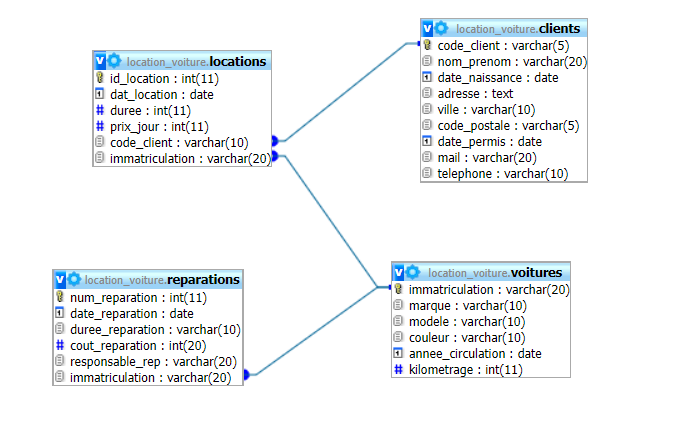 location_voiture.locations
id_location : int(11)
dat_location : date
duree : int(11)
prix_jour : int(11)
code_client : varchar(10)
immatriculation : varchar(20)
location_voiture.clients
code_client : varchar(5)
nom_prenom : varchar(20)
date_naissance : date
adresse : text
ville : varchar(10)
code_postale : varchar(5)
date_permis : date
mail : varchar(20)
telephone : varchar(10)
location_voiture.reparations
num_reparation : int(11)
date_reparation : date
duree_reparation : varchar(10)
cout_reparation : int(20)
responsable_rep : varchar(20)
immatriculation : varchar(20)
location_voiture.voitures
immatriculation : varchar(20)
marque : varchar(10)
modele : varchar(10)
couleur : varchar(10)
annee_circulation : date
kilometrage : int(11)